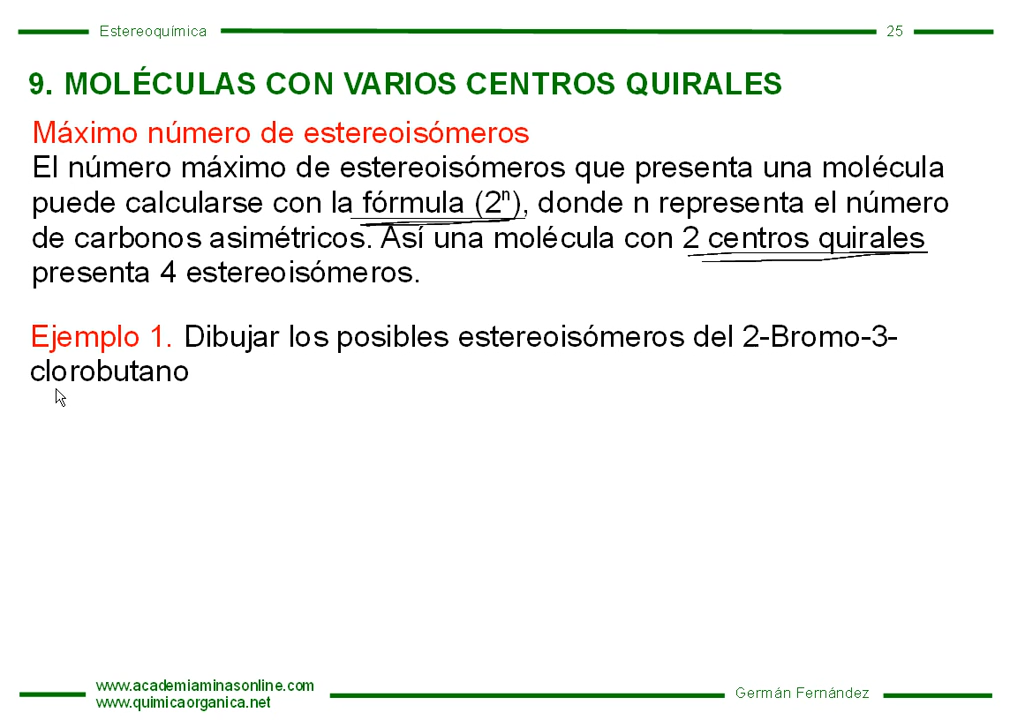 Estereoquímica 25
9. MOLÉCULAS CON VARIOS CENTROS QUIRALES
Máximo número de estereoisómeros
El número máximo de estereoisómeros que presenta una molécula
puede calcularse con la fórmula (2ⁿ), donde n representa el número
de carbonos asimétricos. Así una molécula con 2 centros quirales
presenta 4 estereoisómeros.
Ejemplo 1. Dibujar los posibles estereoisómeros del 2-Bromo-3-
clorobutano
www.academiaminasonline.com
www.quimicaorganica.net
Germán Fernández